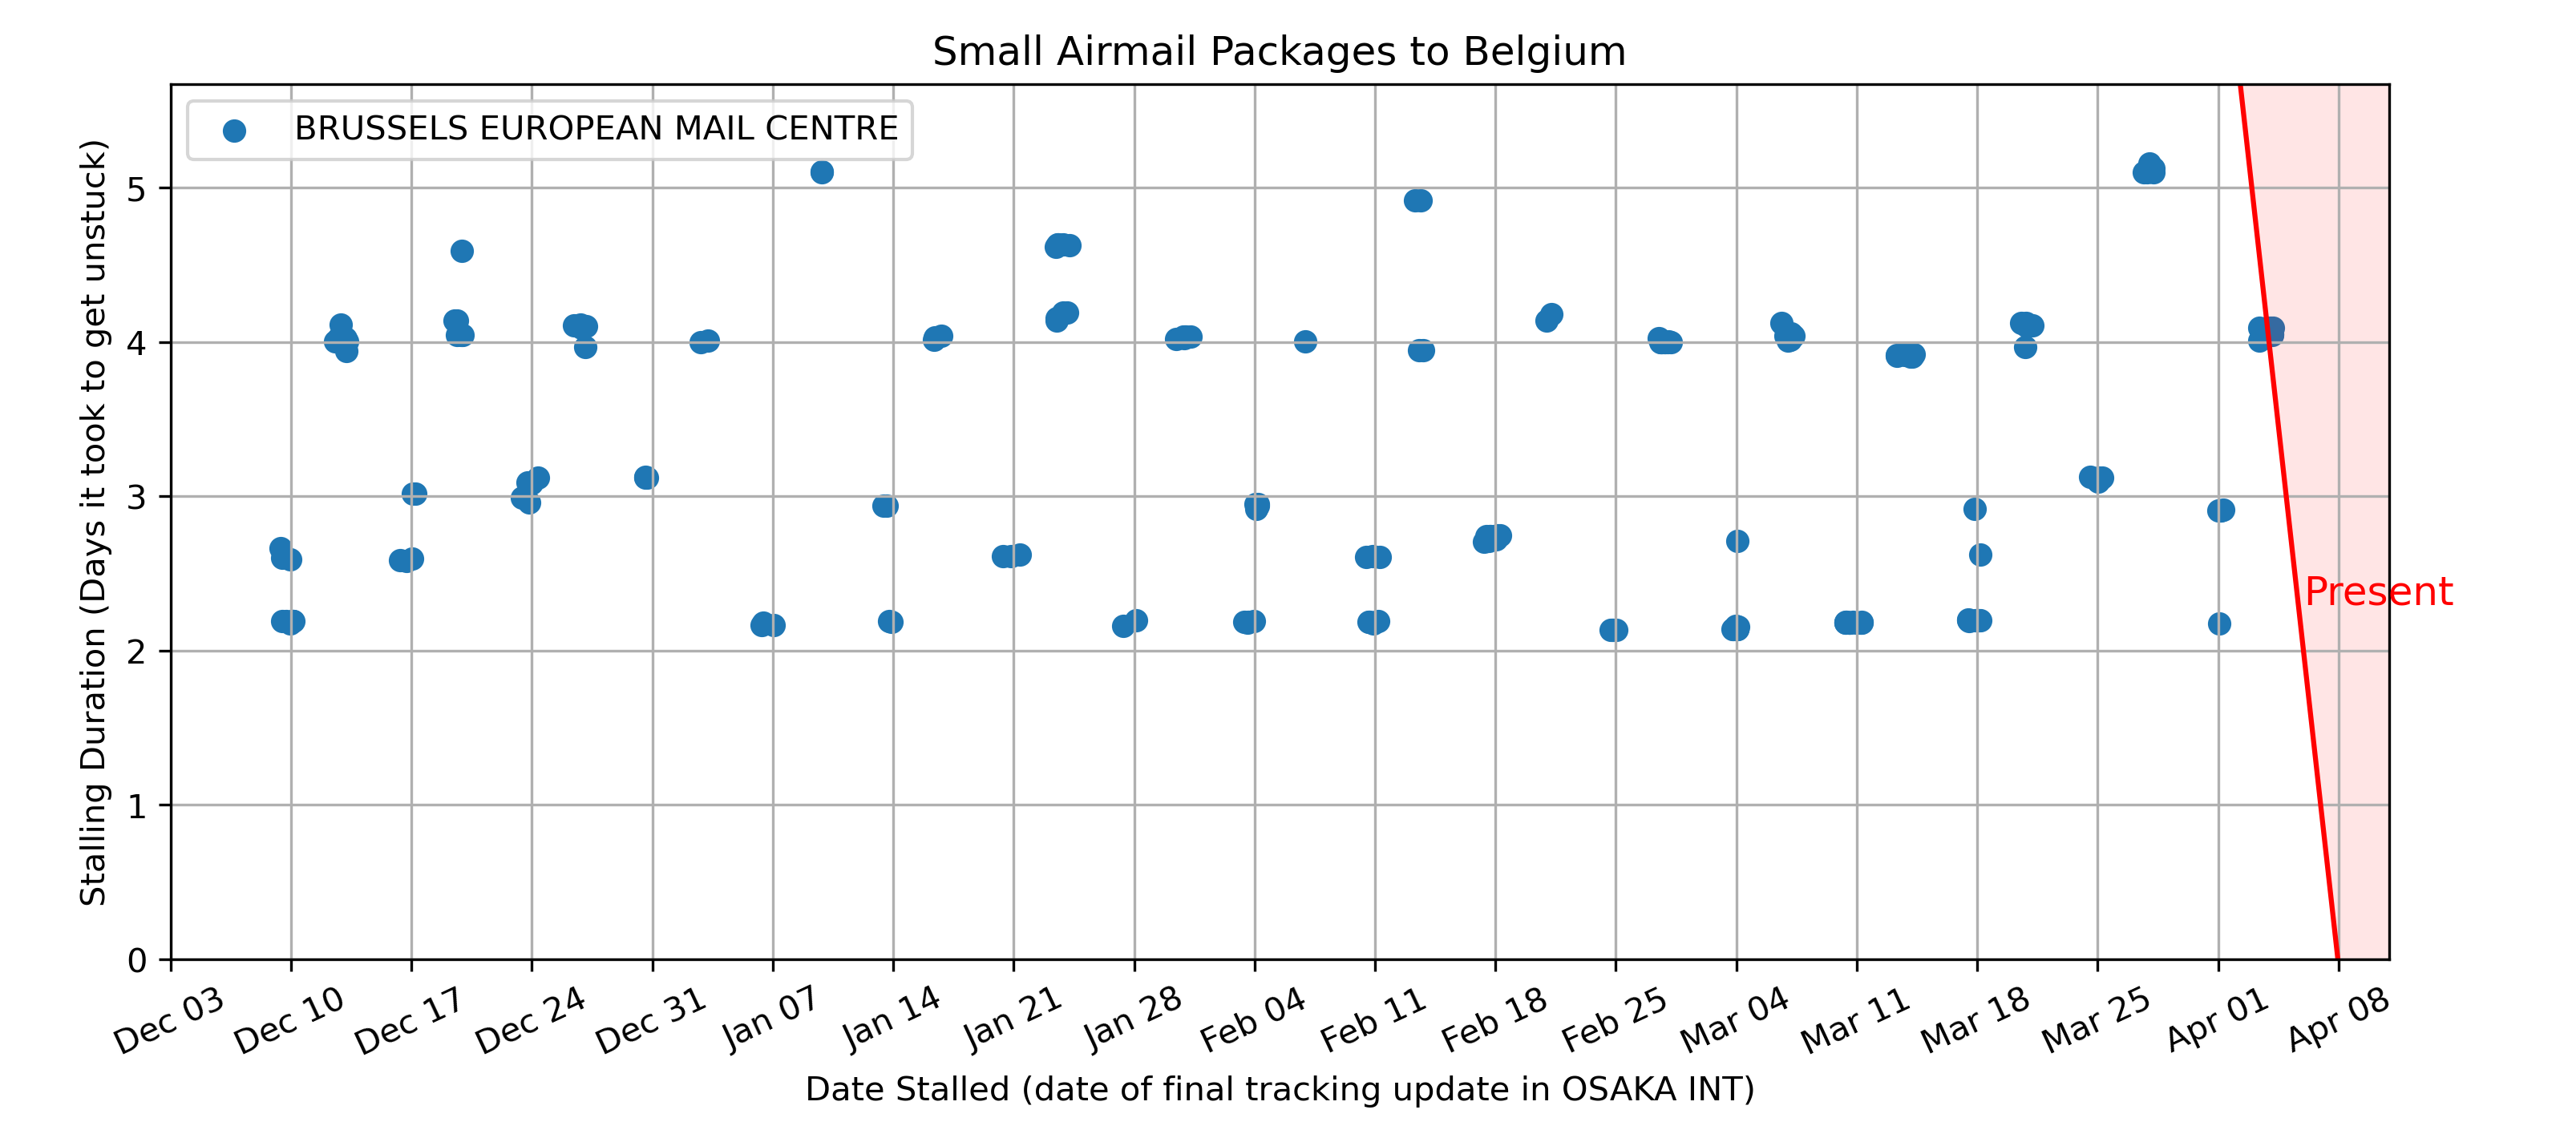 Small Airmail Packages to Belgium
BRUSSELS EUROPEAN MAIL CENTRE
Stalling Duration (Days it took to get unstuck)
5
4
3
2
1
0
Present
Dec 03
Dec 10
Dec 17
Dec 24
Dec 31
Jan 07
Jan 14
Jan 21
Jan 28
Feb 04
Feb 11
Feb 18
Feb 25
Mar 04
Mar 11
Mar 18
Mar 25
Apr 01
Apr 08
Date Stalled (date of final tracking update in OSAKA INT)